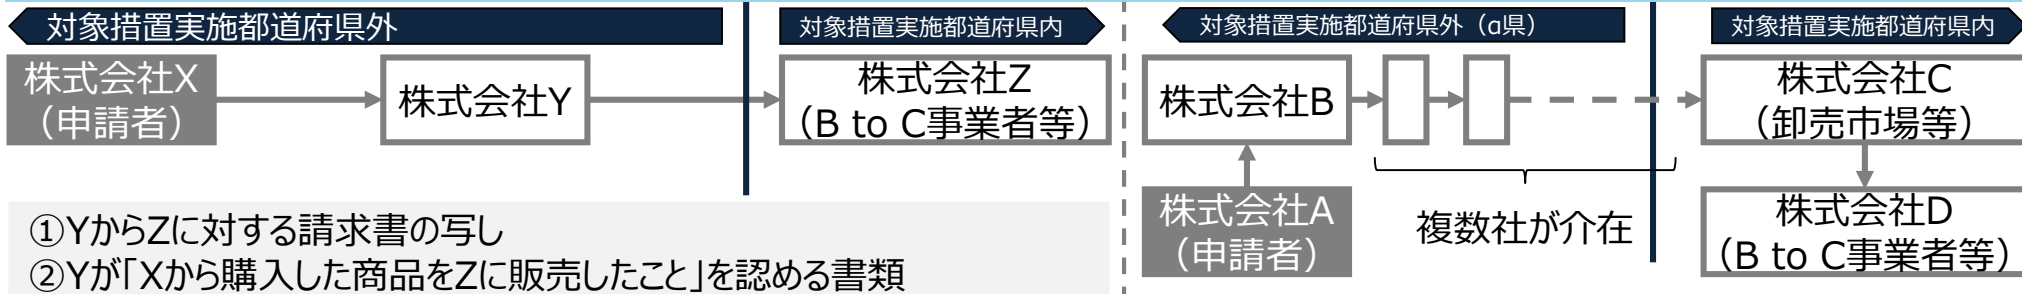 対象措置実施都道府県外
対象措置実施都道府県内
株式会社X
（申請者）
株式会社Y
株式会社Z
（B to C事業者等）
①YからZに対する請求書の写し
②Yが「Xから購入した商品をZに販売したこと」を認める書類
対象措置実施都道府県外（α県）
対象措置実施都道府県内
株式会社B
株式会社C
（卸売市場等）
株式会社A
（申請者）
複数社が介在
株式会社D
（B to C事業者等）